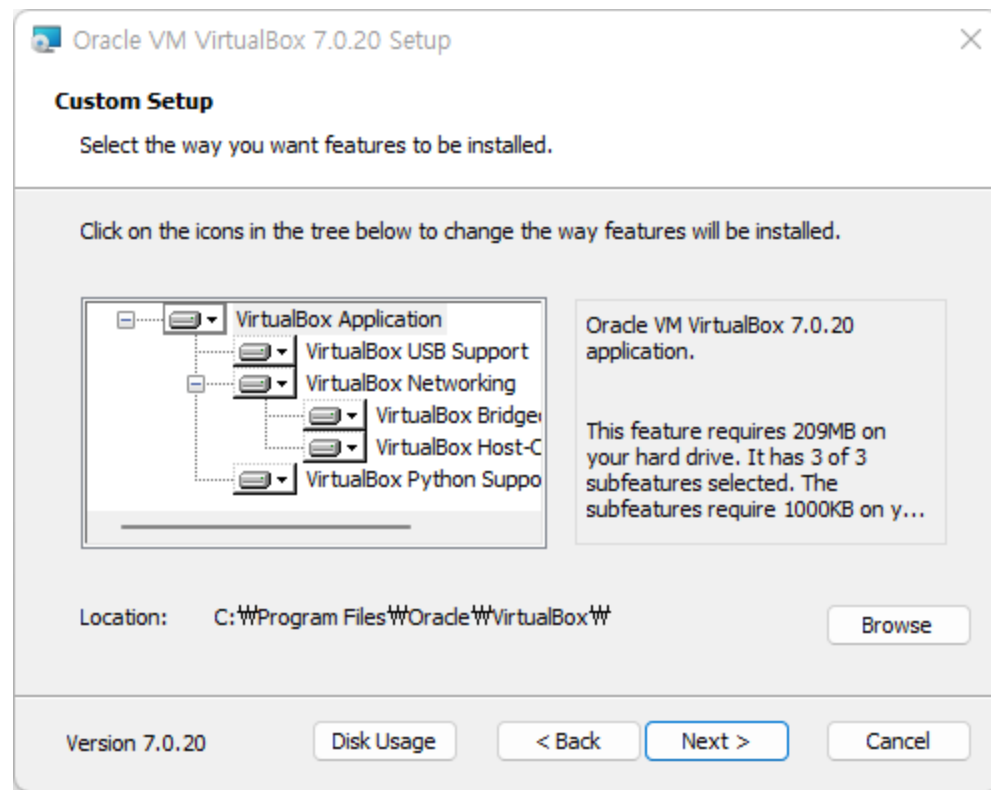 Oracle VM VirtualBox 7.0.20 Setup
Custom Setup
Select the way you want features to be installed.
Click on the icons in the tree below to change the way features will be installed.
VirtualBox Application
VirtualBox USB Support
VirtualBox Networking
VirtualBox Bridge
VirtualBox Host-C
VirtualBox Python Suppo
Oracle VM VirtualBox 7.0.20
application.
This feature requires 209MB on
your hard drive. It has 3 of 3
subfeatures selected. The
subfeatures require 1000KB on y...
Location: C:₩Program Files₩Oracle₩VirtualBox₩
Browse
Version 7.0.20
Disk Usage
< Back
Next >
Cancel